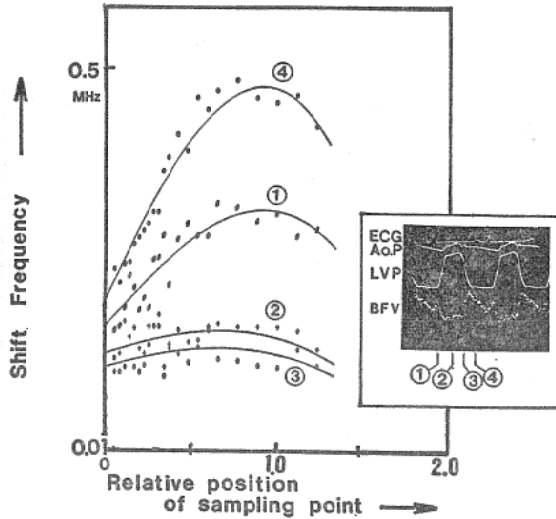 0.5
MHz
Shift Frequency
④
①
②
③
0.01
0
1.0
2.0
Relative position
of sampling point
ECG
Ao.P
LVP
BFV
① ② ③ ④